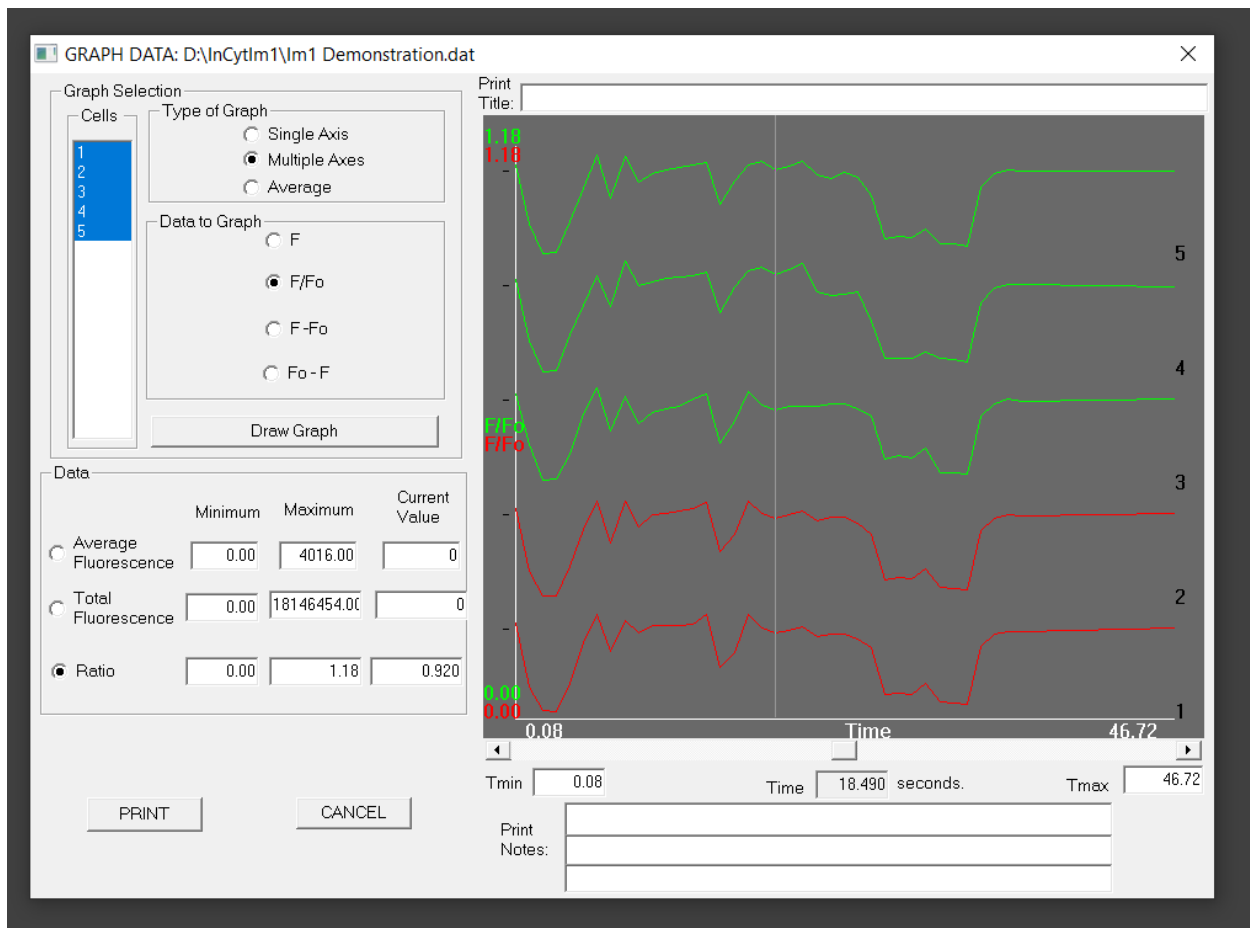 GRAPH DATA: D:\InCytIm1\Im1 Demonstration.dat
Graph Selection
Cells
1
2
3
4
5
Type of Graph
Single Axis
Multiple Axes
Average
Data to Graph
F
F/Fo
F -Fo
Fo - F
Draw Graph
Data
Minimum Maximum Current Value
Average Fluorescence 0.00 4016.00 0
Total Fluorescence 0.00 18146454.00 0
Ratio 0.00 1.18 0.920
PRINT CANCEL
Print Title:
1.18
1.18
5
4
F/Fo
F/Fo
3
2
0.00
0.00
1
0.08 Time 46.72
Tmin 0.08 Time 18.490 seconds. Tmax 46.72
Print Notes: